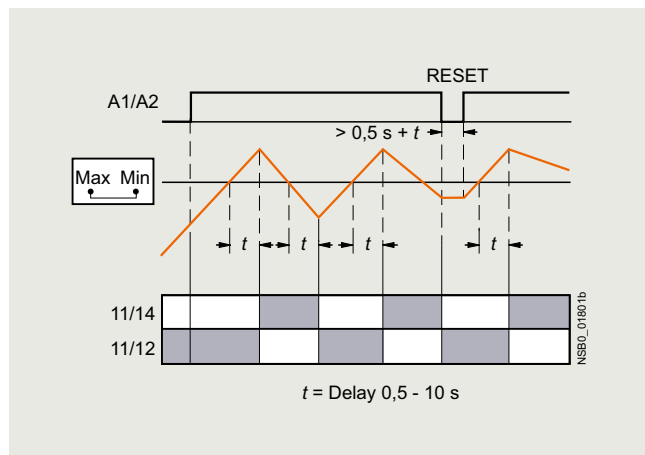 RESET
A1/A2
> 0,5 s + t
Max Min
t t t t
11/14
11/12
NSB0_01801b
t = Delay 0,5 - 10 s